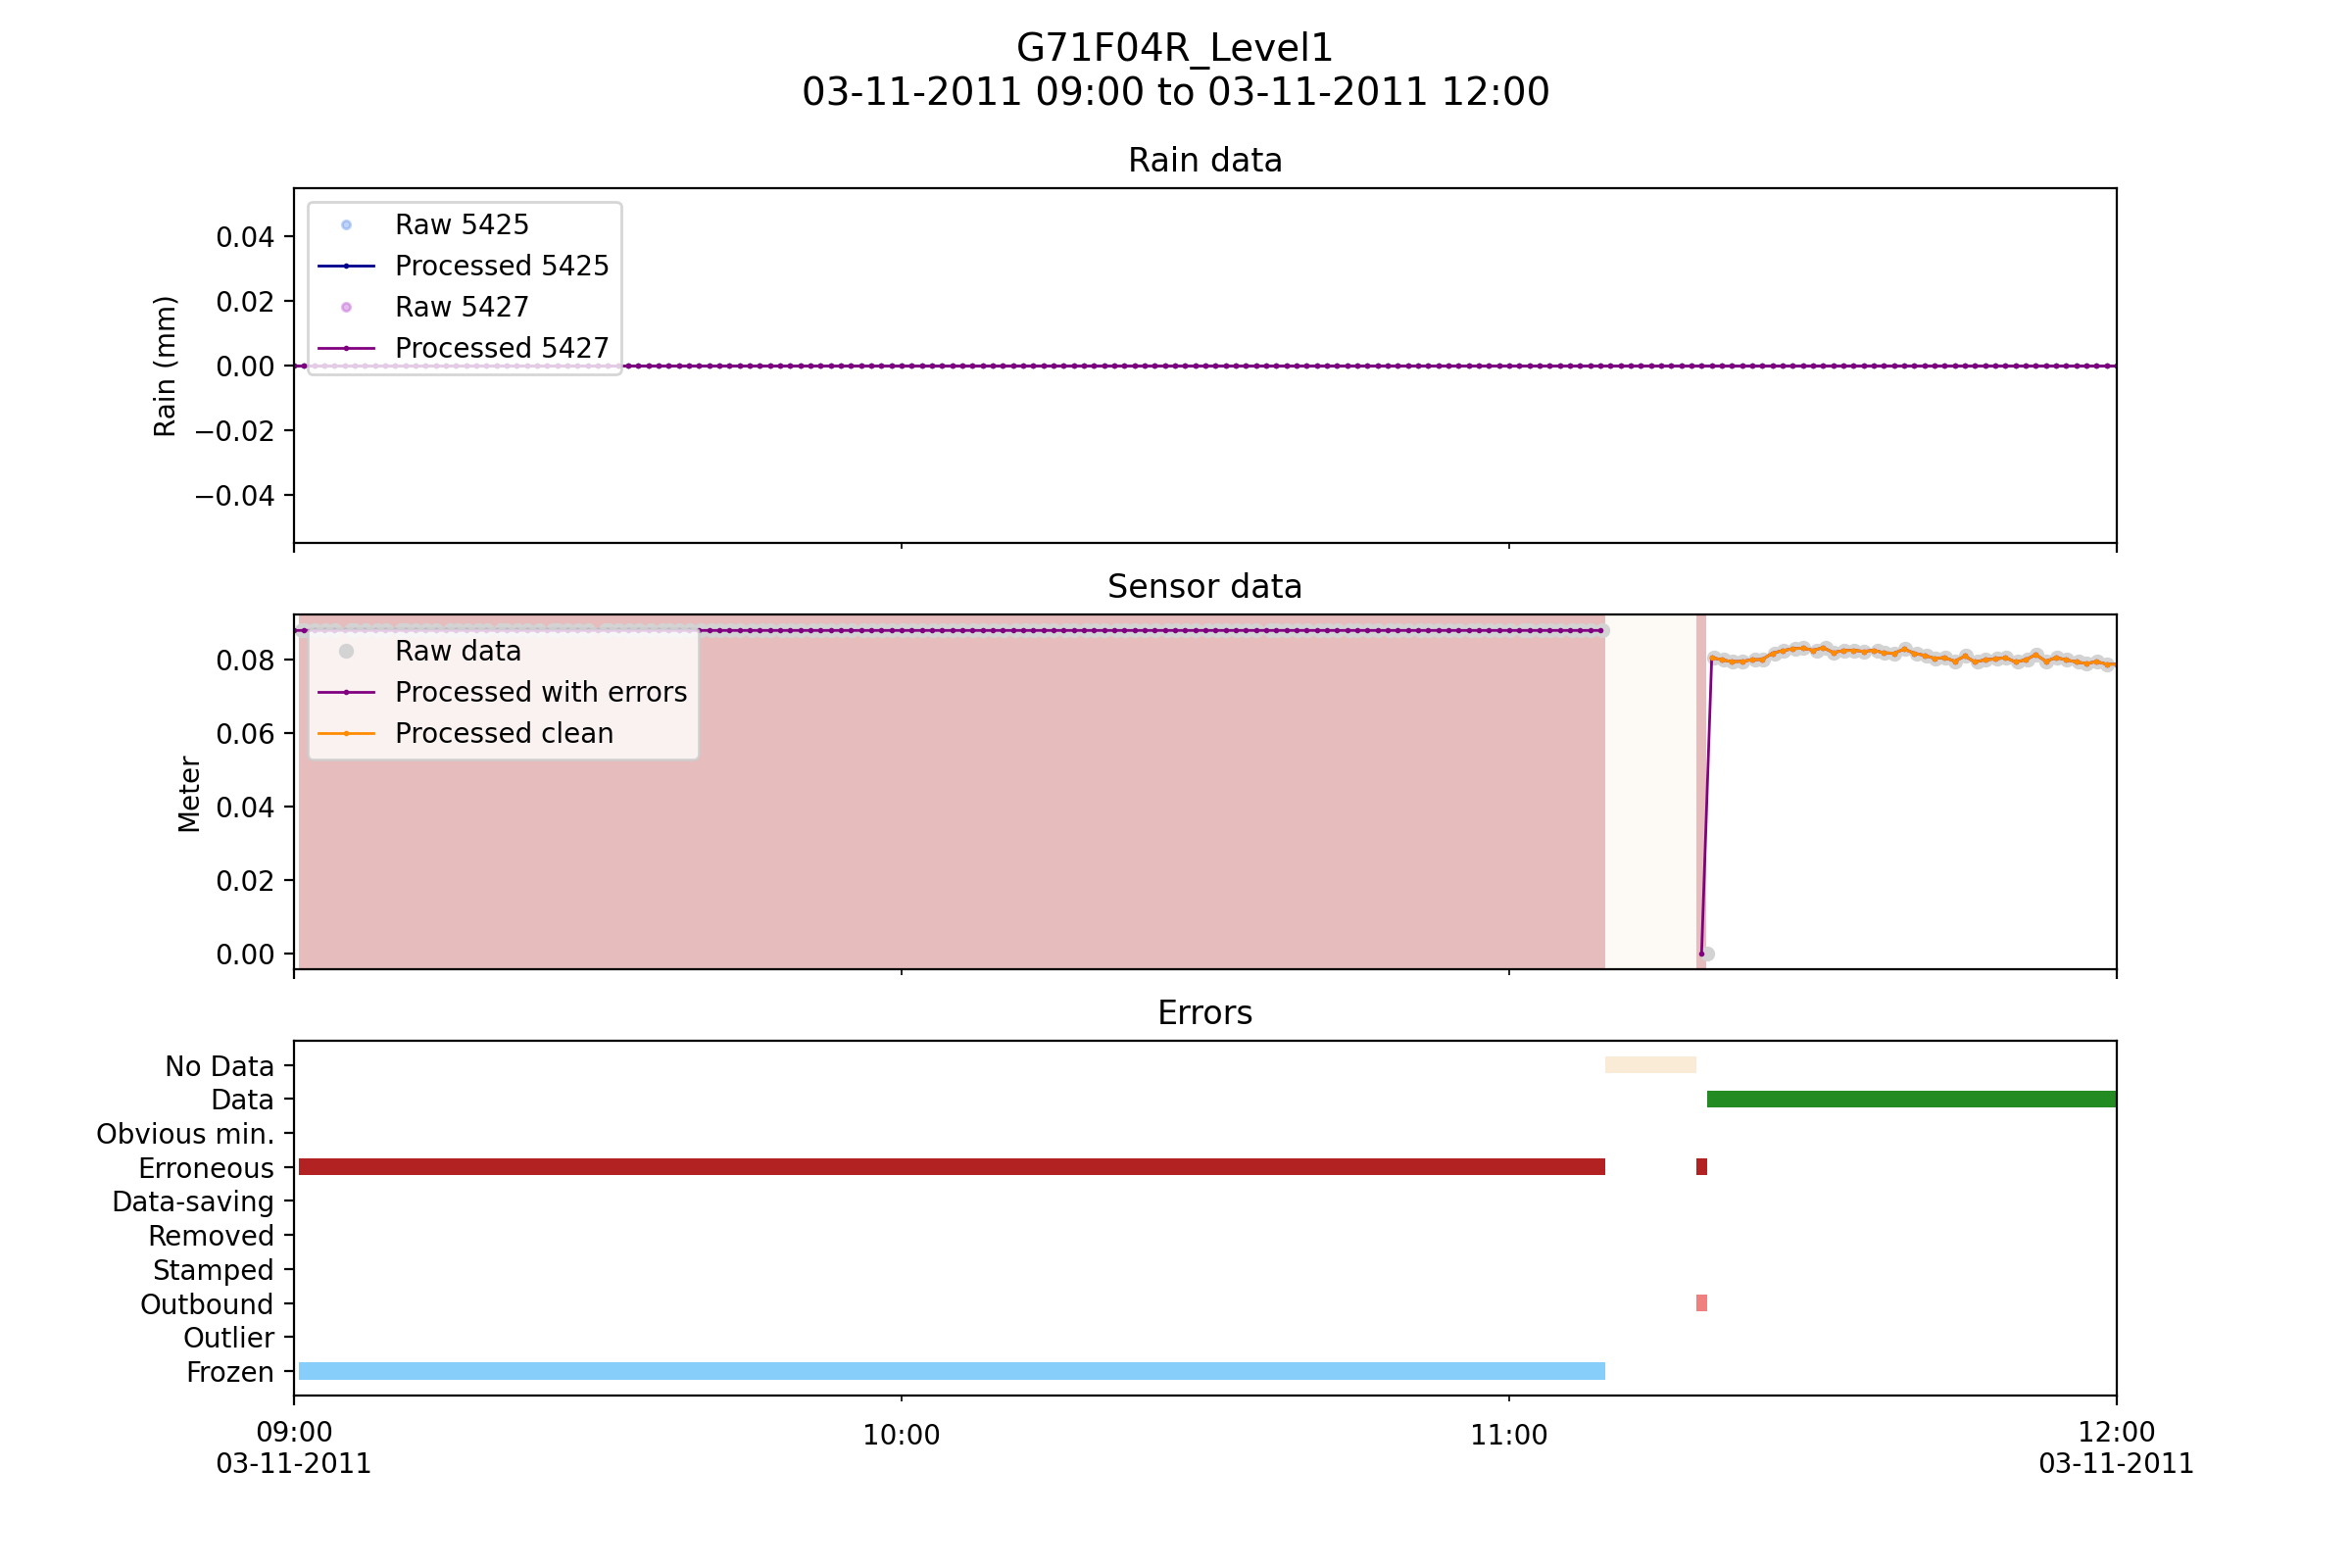 G71F04R_Level1
03-11-2011 09:00 to 03-11-2011 12:00
Rain data
Rain (mm)
0.04
0.02
0.00
−0.02
−0.04
Raw 5425
Processed 5425
Raw 5427
Processed 5427
Sensor data
Meter
0.08
0.06
0.04
0.02
0.00
Raw data
Processed with errors
Processed clean
Errors
No Data
Data
Obvious min.
Erroneous
Data-saving
Removed
Stamped
Outbound
Outlier
Frozen
09:00
03-11-2011
10:00
11:00
12:00
03-11-2011